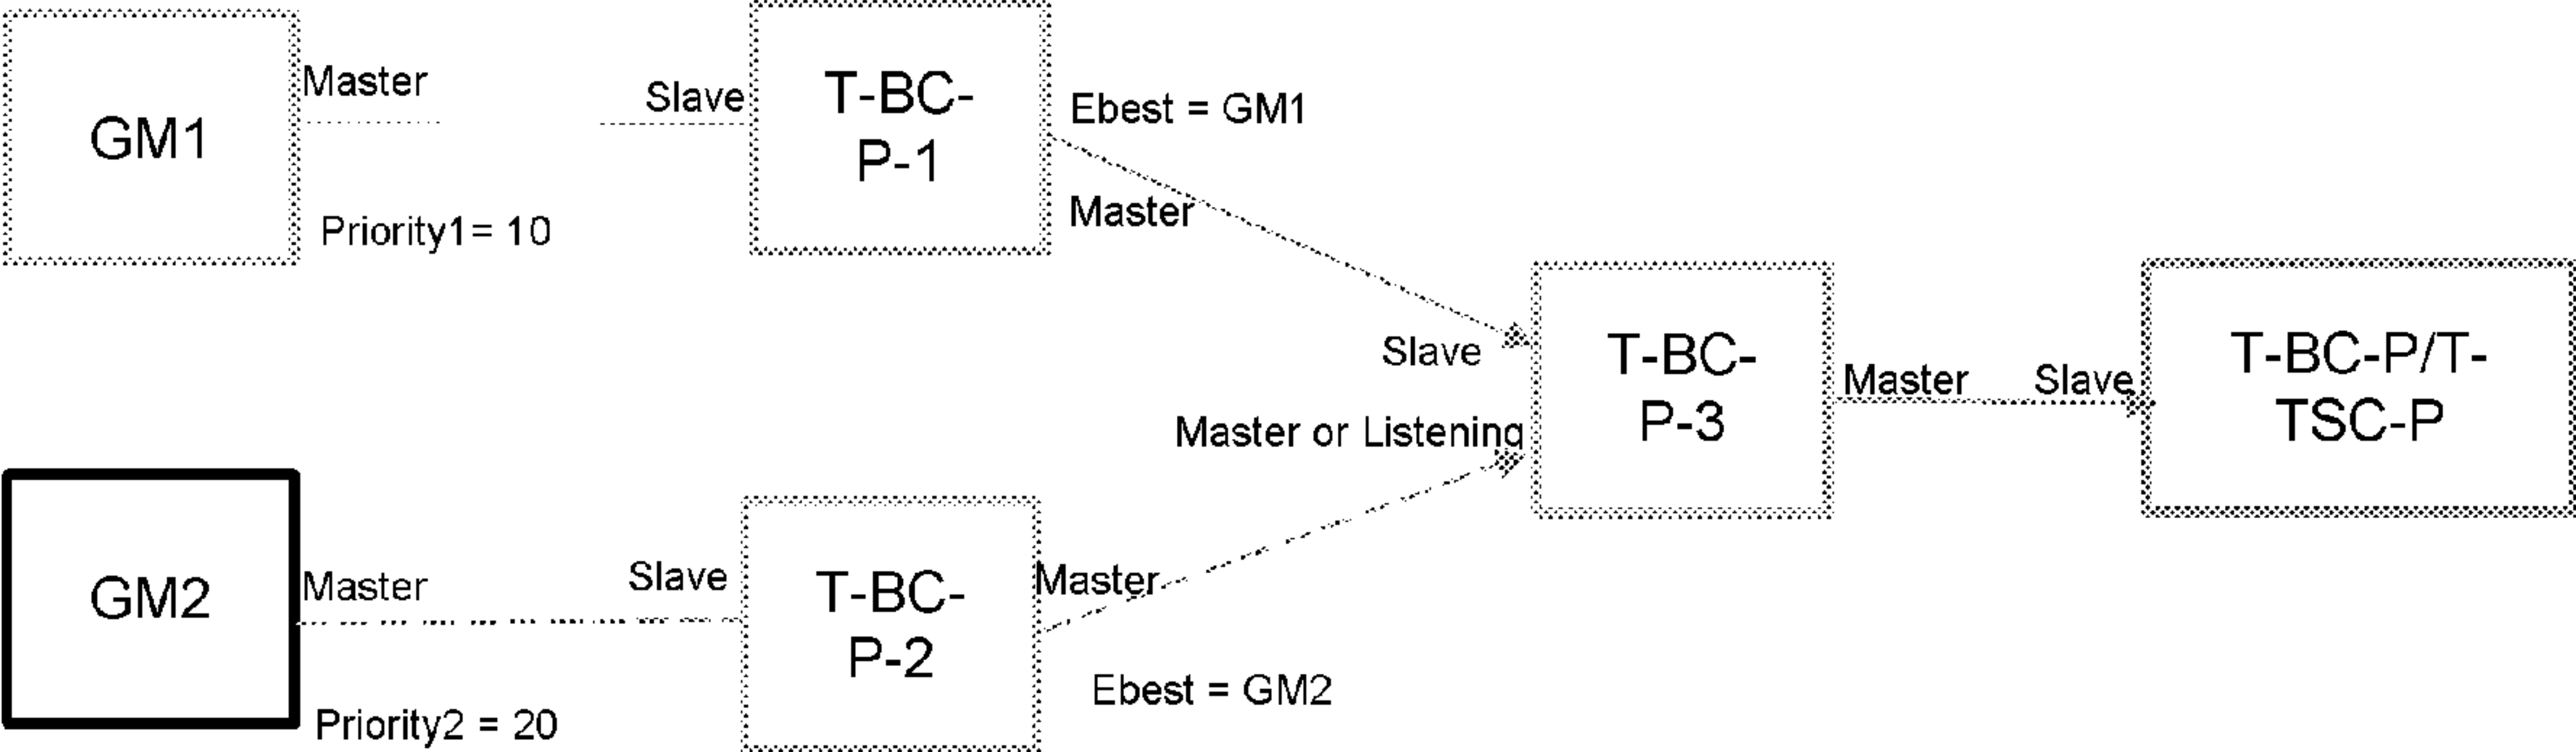 GM1
Master
Priority1= 10
Slave
T-BC-
P-1
Ebest = GM1
Master
Slave
Master or Listening
T-BC-
P-3
Master
Slave
T-BC-P/T-
TSC-P
GM2
Master
Priority2 = 20
Slave
T-BC-
P-2
Master
Ebest = GM2